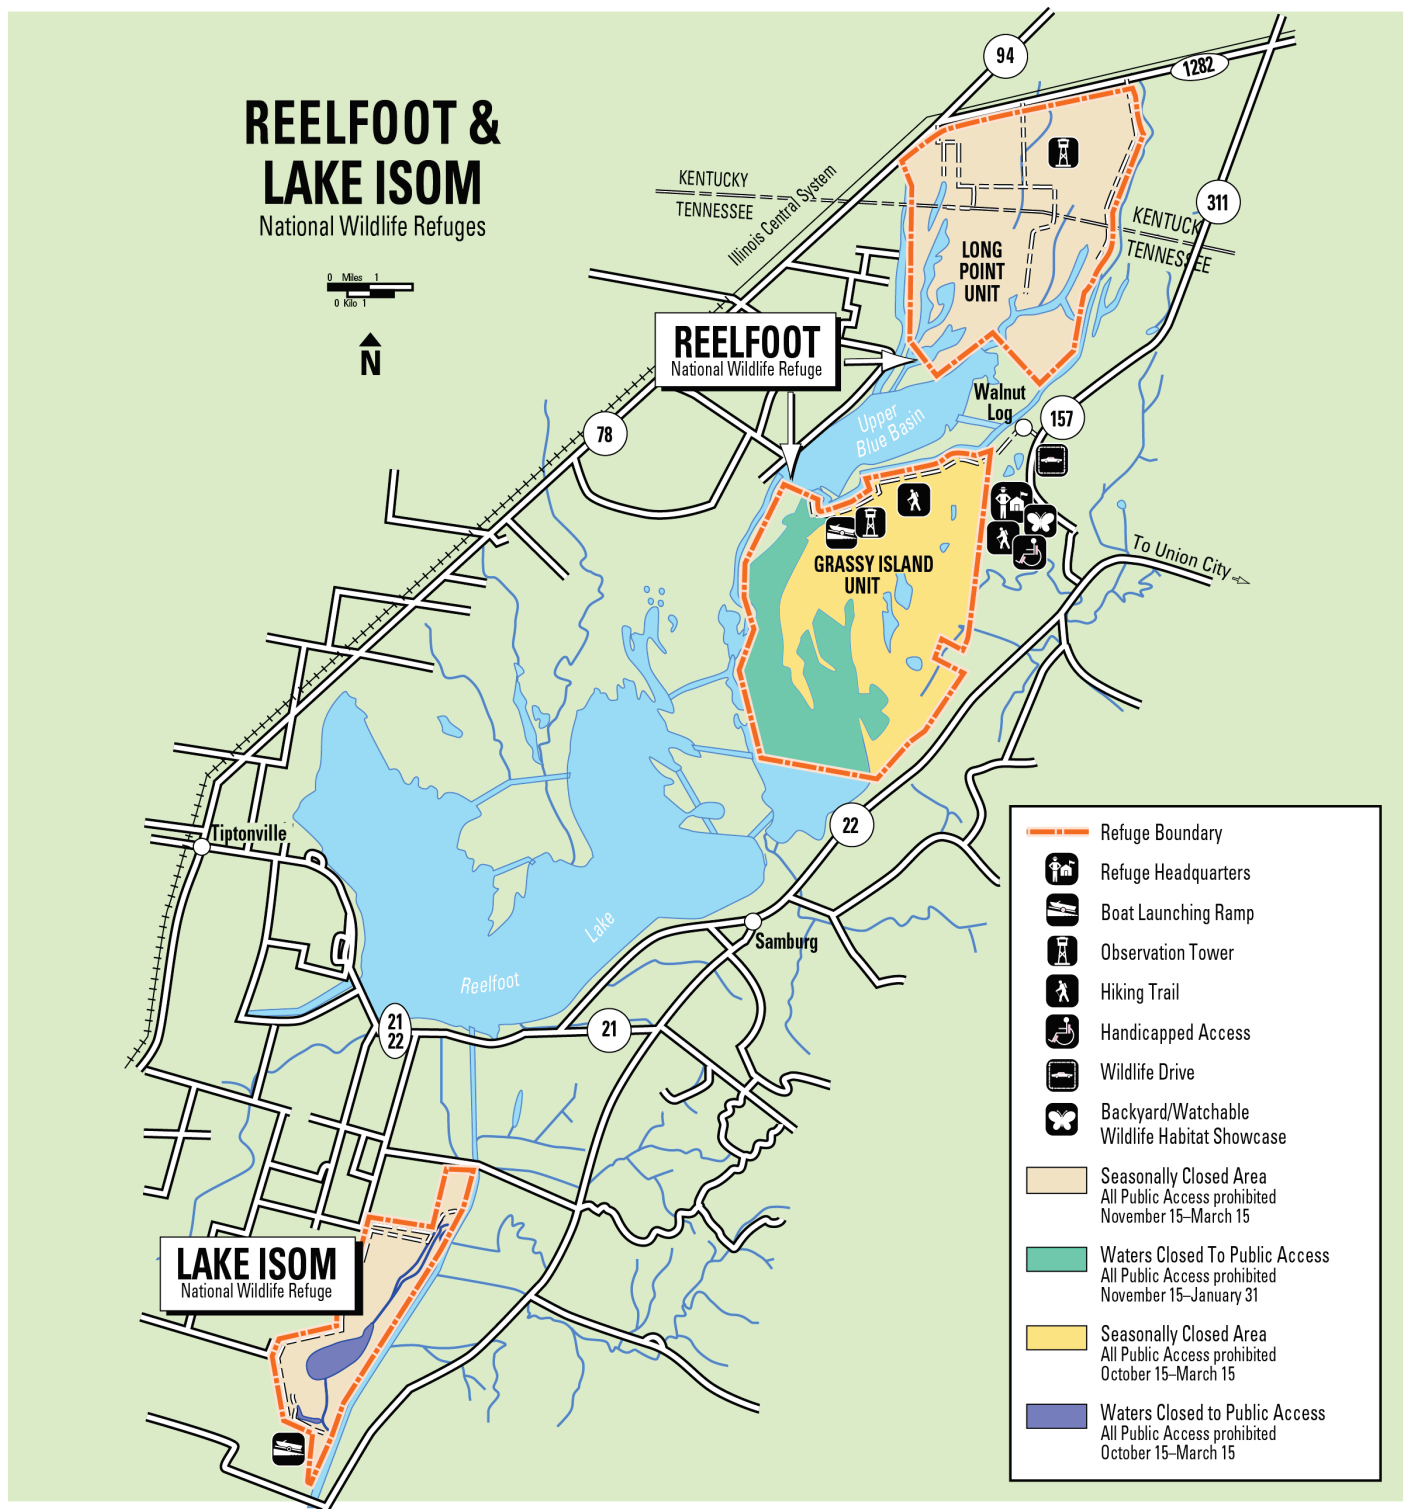 REELFOOT &
LAKE ISOM
National Wildlife Refuges
0 Miles 1
0 Kilo 1
N
94
1282
311
KENTUCKY
TENNESSEE
Illinois Central System
KENTUCK
TENNESSEE
LONG
POINT
UNIT
REELFOOT
National Wildlife Refuge
Walnut
Log
Upper
Blue Basin
157
78
GRASSY ISLAND
UNIT
To Union City
Tiptonville
22
Samburg
Lake
Reelfoot
21
22
21
LAKE ISOM
National Wildlife Refuge
Refuge Boundary
Refuge Headquarters
Boat Launching Ramp
Observation Tower
Hiking Trail
Handicapped Access
Wildlife Drive
Backyard/Watchable
Wildlife Habitat Showcase
Seasonally Closed Area
All Public Access prohibited
November 15–March 15
Waters Closed To Public Access
All Public Access prohibited
November 15–January 31
Seasonally Closed Area
All Public Access prohibited
October 15–March 15
Waters Closed to Public Access
All Public Access prohibited
October 15–March 15